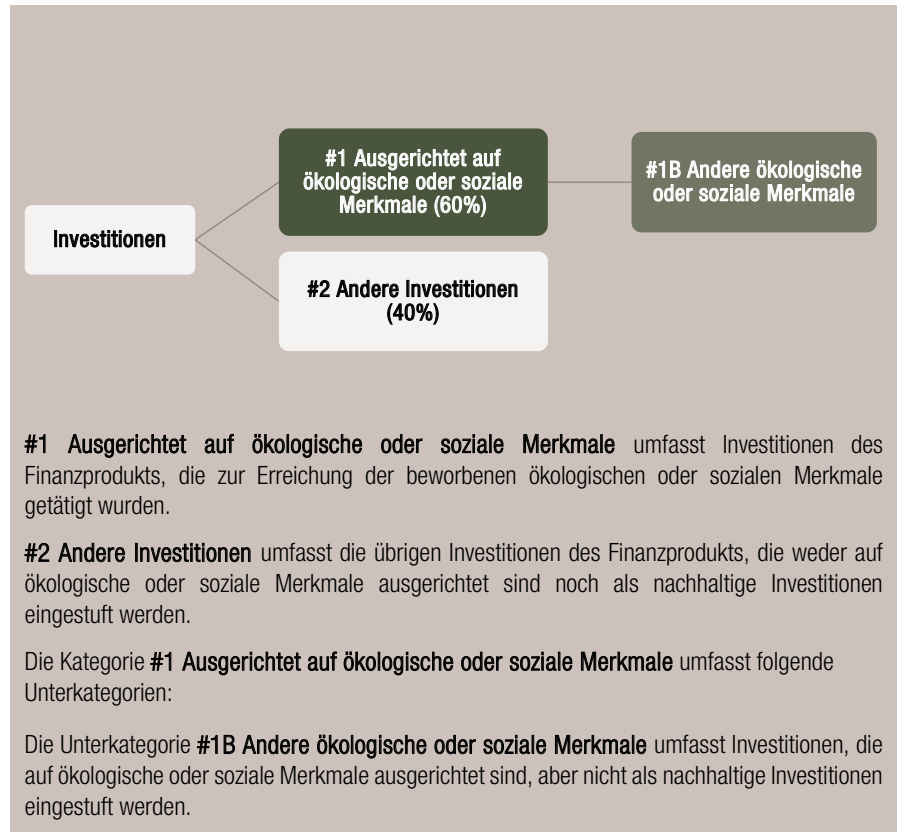 #1 Ausgerichtet auf
ökologische oder soziale
Merkmale (60%)
#1B Andere ökologische
oder soziale Merkmale
Investitionen
#2 Andere Investitionen
(40%)
#1 Ausgerichtet auf ökologische oder soziale Merkmale umfasst Investitionen des
Finanzprodukts, die zur Erreichung der beworbenen ökologischen oder sozialen Merkmale
getätigt wurden.
#2 Andere Investitionen umfasst die übrigen Investitionen des Finanzprodukts, die weder auf
ökologische oder soziale Merkmale ausgerichtet sind noch als nachhaltige Investitionen
eingestuft werden.
Die Kategorie #1 Ausgerichtet auf ökologische oder soziale Merkmale umfasst folgende
Unterkategorien:
Die Unterkategorie #1B Andere ökologische oder soziale Merkmale umfasst Investitionen, die
auf ökologische oder soziale Merkmale ausgerichtet sind, aber nicht als nachhaltige Investitionen
eingestuft werden.